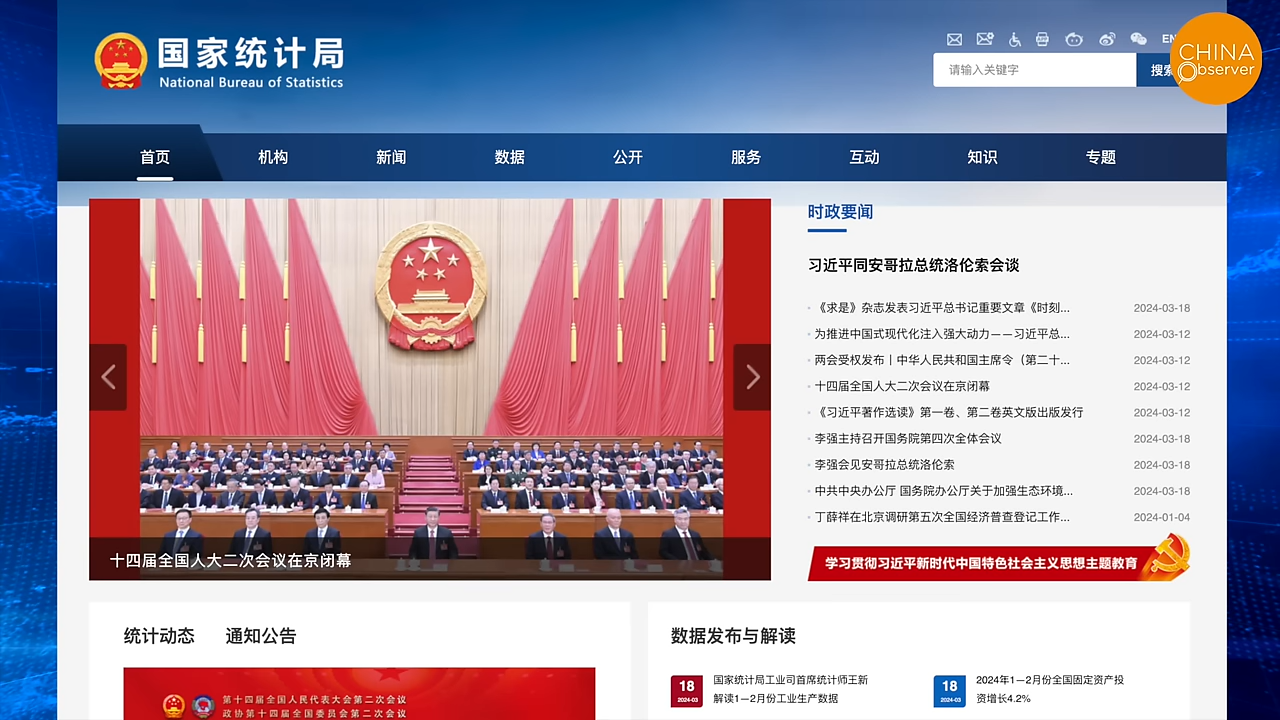 国家统计局
National Bureau of Statistics
EN
请输入关键字
搜索
CHINA
Observer
首页
机构
新闻
数据
公开
服务
互动
知识
专题
十四届全国人大二次会议在京闭幕
时政要闻
习近平同安哥拉总统洛伦索会谈
《求是》杂志发表习近平总书记重要文章《时刻... 2024-03-18
为推进中国式现代化注入强大动力——习近平总... 2024-03-12
两会受权发布丨中华人民共和国主席令（第二十... 2024-03-12
十四届全国人大二次会议在京闭幕 2024-03-12
《习近平著作选读》第一卷、第二卷英文版出版发行 2024-03-12
李强主持召开国务院第四次全体会议 2024-03-18
李强会见安哥拉总统洛伦索 2024-03-18
中共中央办公厅 国务院办公厅关于加强生态环境... 2024-03-18
丁薛祥在北京调研第五次全国经济普查登记工作... 2024-01-04
学习贯彻习近平新时代中国特色社会主义思想主题教育
统计动态
通知公告
第十四届全国人民代表大会第二次会议
政协第十四届全国委员会第二次会议
数据发布与解读
18
2024-03
国家统计局工业司首席统计师王新
解读1—2月份工业生产数据
18
2024-03
2024年1—2月份全国固定资产投
资增长4.2%